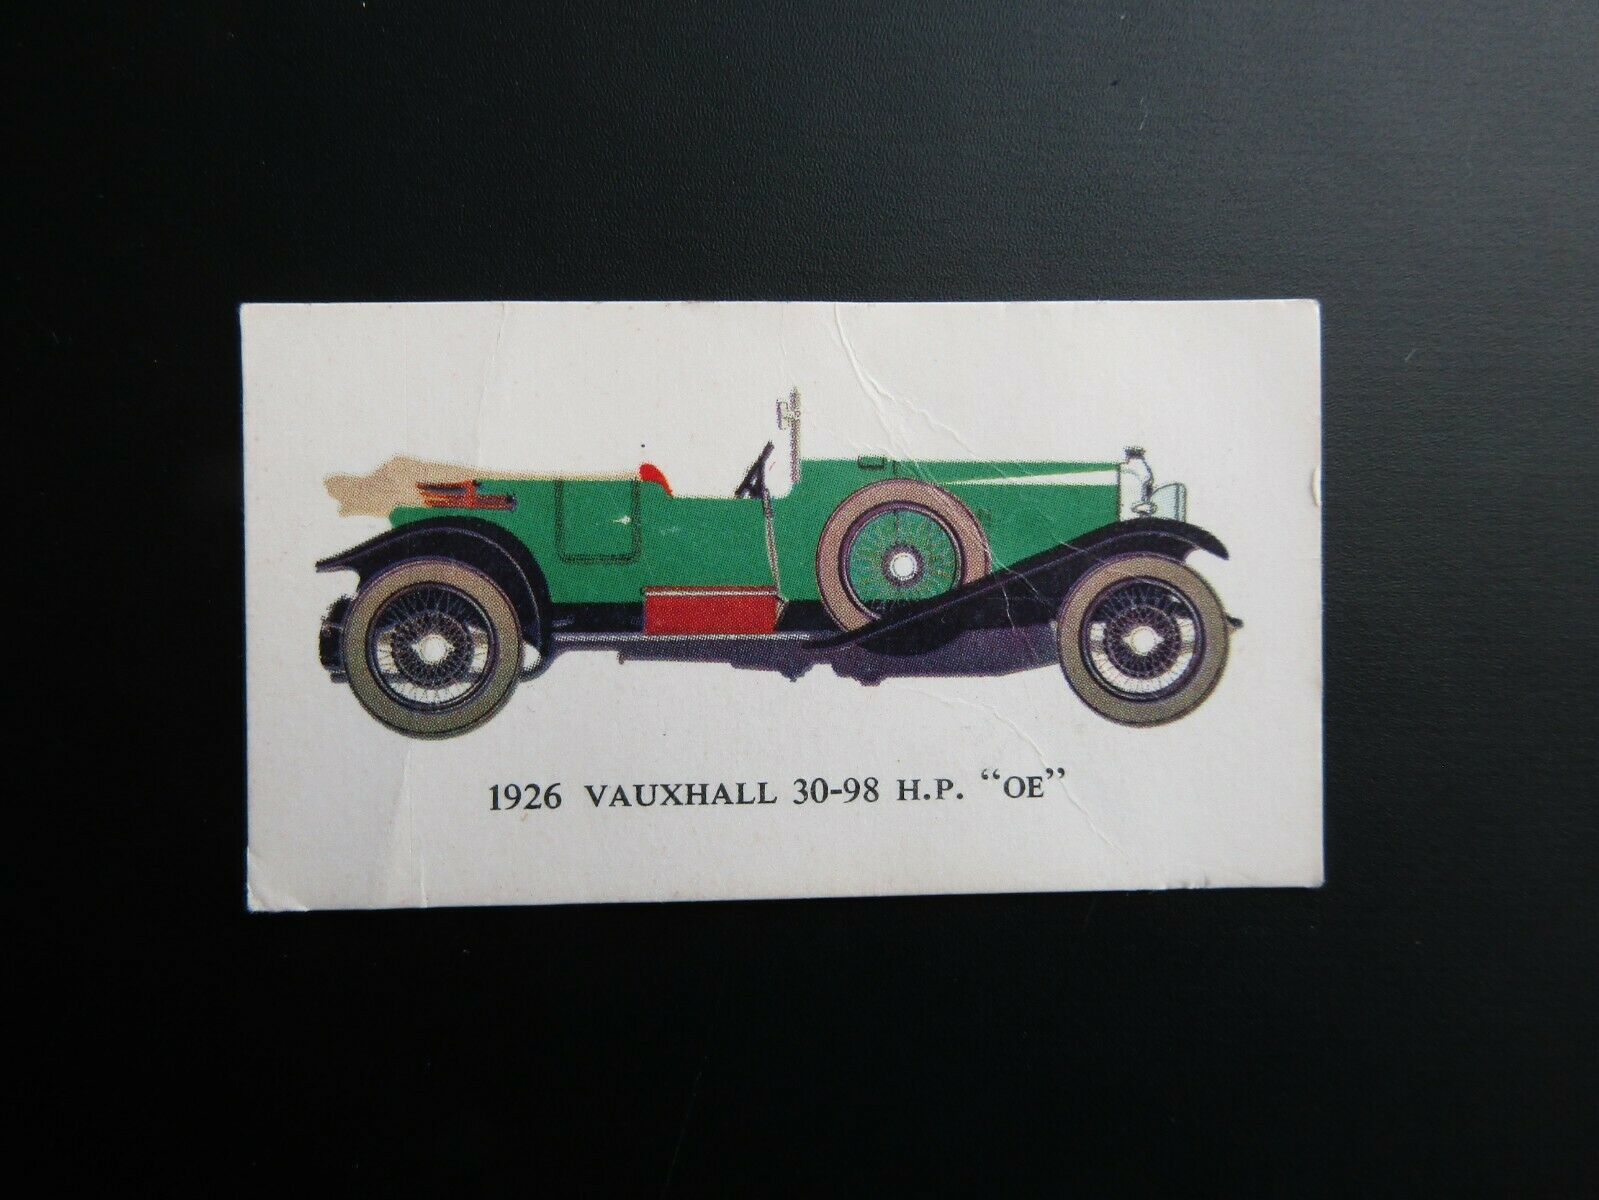 1926 VAUXHALL 30-98 H.P. “OE”